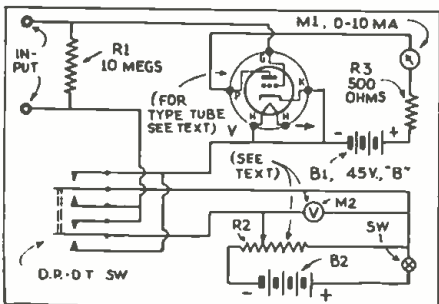 M1, 0-10 MA
IN-
PUT
R1
10 MEGS
G
P
K
H
H
V
(FOR
TYPE TUBE
SEE TEXT)
R3
500
OHMS
-
+
B1, 45V., "B"
(SEE
TEXT)
V
M2
R2
SW
B2
-
+
D.P.-D T SW